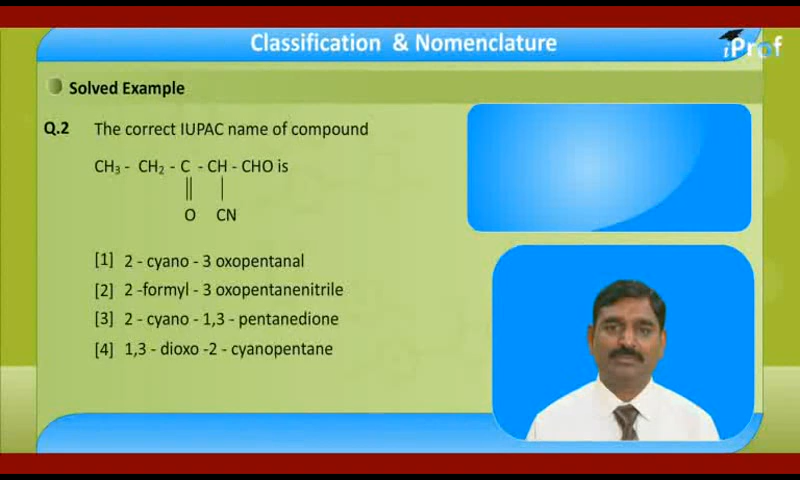 Classification & Nomenclature
iProf
Solved Example
Q.2 The correct IUPAC name of compound
CH₃ - CH₂ - C - CH - CHO is
|| |
O CN
[1] 2 - cyano - 3 oxopentanal
[2] 2 -formyl - 3 oxopentanenitrile
[3] 2 - cyano - 1,3 - pentanedione
[4] 1,3 - dioxo -2 - cyanopentane